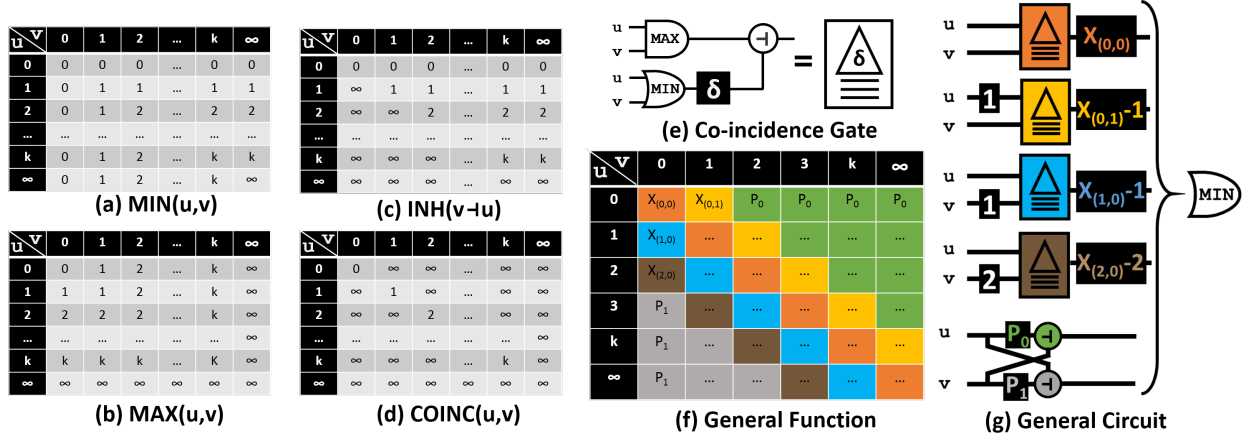 u v 0 1 2 ... k ∞
0 0 0 0 ... 0 0
1 0 1 1 ... 1 1
2 0 1 2 ... 2 2
... ... ... ... ... ... ...
k 0 1 2 ... k k
∞ 0 1 2 ... k ∞
(a) MIN(u,v)
u v 0 1 2 ... k ∞
0 0 1 2 ... k ∞
1 1 1 2 ... k ∞
2 2 2 2 ... k ∞
... ... ... ... ... ... ∞
k k k k ... K ∞
∞ ∞ ∞ ∞ ∞ ∞ ∞
(b) MAX(u,v)
u v 0 1 2 ... k ∞
0 0 0 0 ... 0 0
1 ∞ 1 1 ... 1 1
2 ∞ ∞ 2 ... 2 2
... ... ... ... ... ... ...
k ∞ ∞ ∞ ... k k
∞ ∞ ∞ ∞ ... ∞ ∞
(c) INH(v⊣u)
u v 0 1 2 ... k ∞
0 0 ∞ ∞ ... ∞ ∞
1 ∞ 1 ∞ ... ∞ ∞
2 ∞ ∞ 2 ... ∞ ∞
... ... ... ... ... ... ∞
k ∞ ∞ ∞ ... k ∞
∞ ∞ ∞ ∞ ∞ ∞ ∞
(d) COINC(u,v)
u
v
MAX
⊣
u
v
MIN
δ
=
δ
(e) Co-incidence Gate
u v 0 1 2 3 k ∞
0 X(0,0) X(0,1) P0 P0 P0 P0
1 X(1,0) ... ... ... ... ...
2 X(2,0) ... ... ... ... ...
3 P1 ... ... ... ... ...
k P1 ... ... ... ... ...
∞ P1 ... ... ... ... ...
(f) General Function
u
v
X(0,0)
u 1
v
X(0,1)-1
u
v 1
X(1,0)-1
u
v 2
X(2,0)-2
u P0 ⊣
v P1 ⊣
MIN
(g) General Circuit